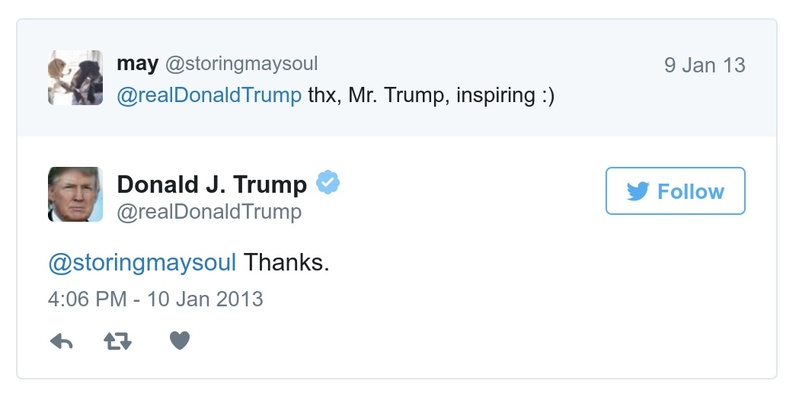 may @storingmaysoul 9 Jan 13
@realDonaldTrump thx, Mr. Trump, inspiring :)
Donald J. Trump
@realDonaldTrump
Follow
@storingmaysoul Thanks.
4:06 PM - 10 Jan 2013